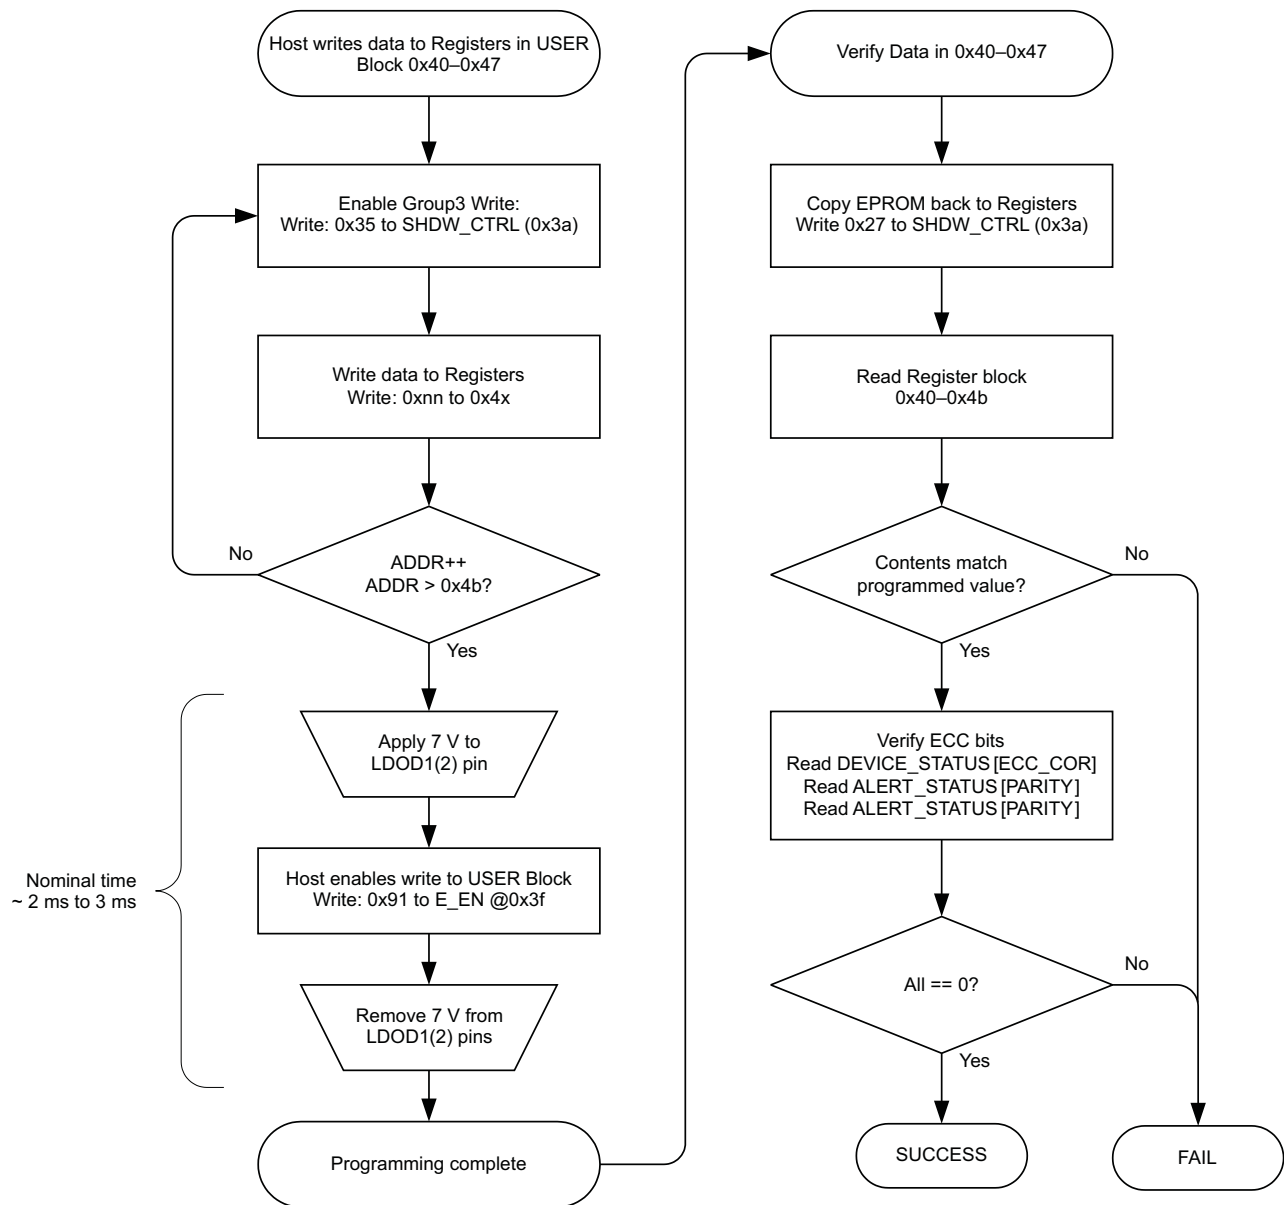 Host writes data to Registers in USER
Block 0x40–0x47
Enable Group3 Write:
Write: 0x35 to SHDW_CTRL (0x3a)
Write data to Registers
Write: 0xnn to 0x4x
No
ADDR++
ADDR > 0x4b?
Yes
Apply 7 V to
LDOD1(2) pin
Nominal time
~ 2 ms to 3 ms
Host enables write to USER Block
Write: 0x91 to E_EN @0x3f
Remove 7 V from
LDOD1(2) pins
Programming complete
Verify Data in 0x40–0x47
Copy EPROM back to Registers
Write 0x27 to SHDW_CTRL (0x3a)
Read Register block
0x40–0x4b
Contents match
programmed value?
No
Yes
Verify ECC bits
Read DEVICE_STATUS [ECC_COR]
Read ALERT_STATUS [PARITY]
Read ALERT_STATUS [PARITY]
All == 0?
No
Yes
SUCCESS
FAIL